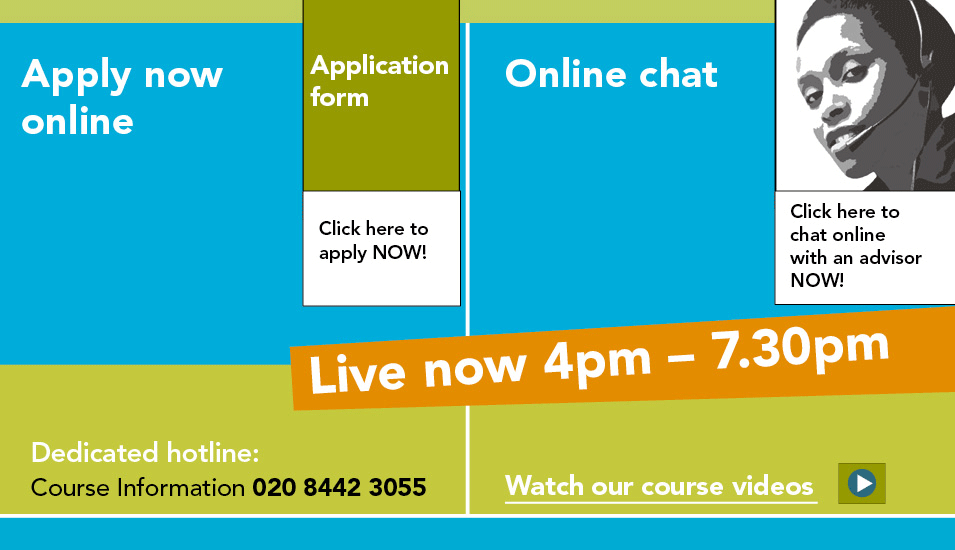 Apply now
online
Application
form
Click here to
apply NOW!
Online chat
Click here to
chat online
with an advisor
NOW!
Live now 4pm – 7.30pm
Dedicated hotline:
Course Information 020 8442 3055
Watch our course videos